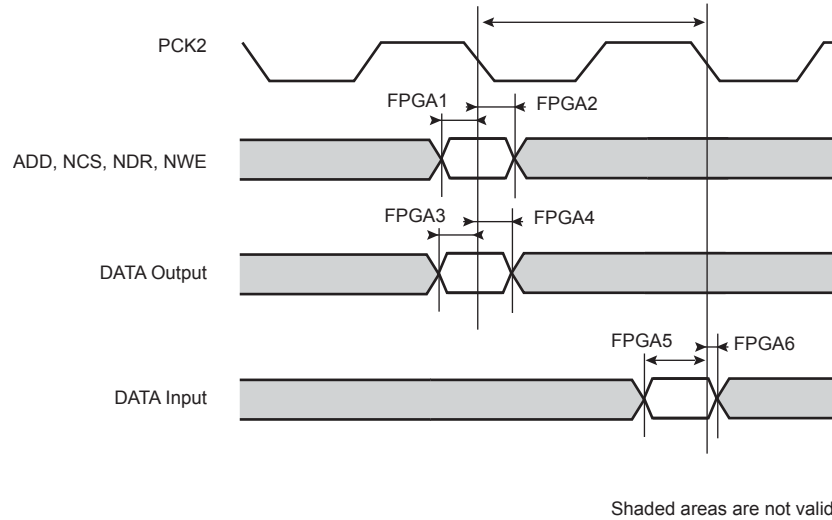 PCK2
FPGA1
FPGA2
ADD, NCS, NDR, NWE
FPGA3
FPGA4
DATA Output
FPGA5
FPGA6
DATA Input
Shaded areas are not valid